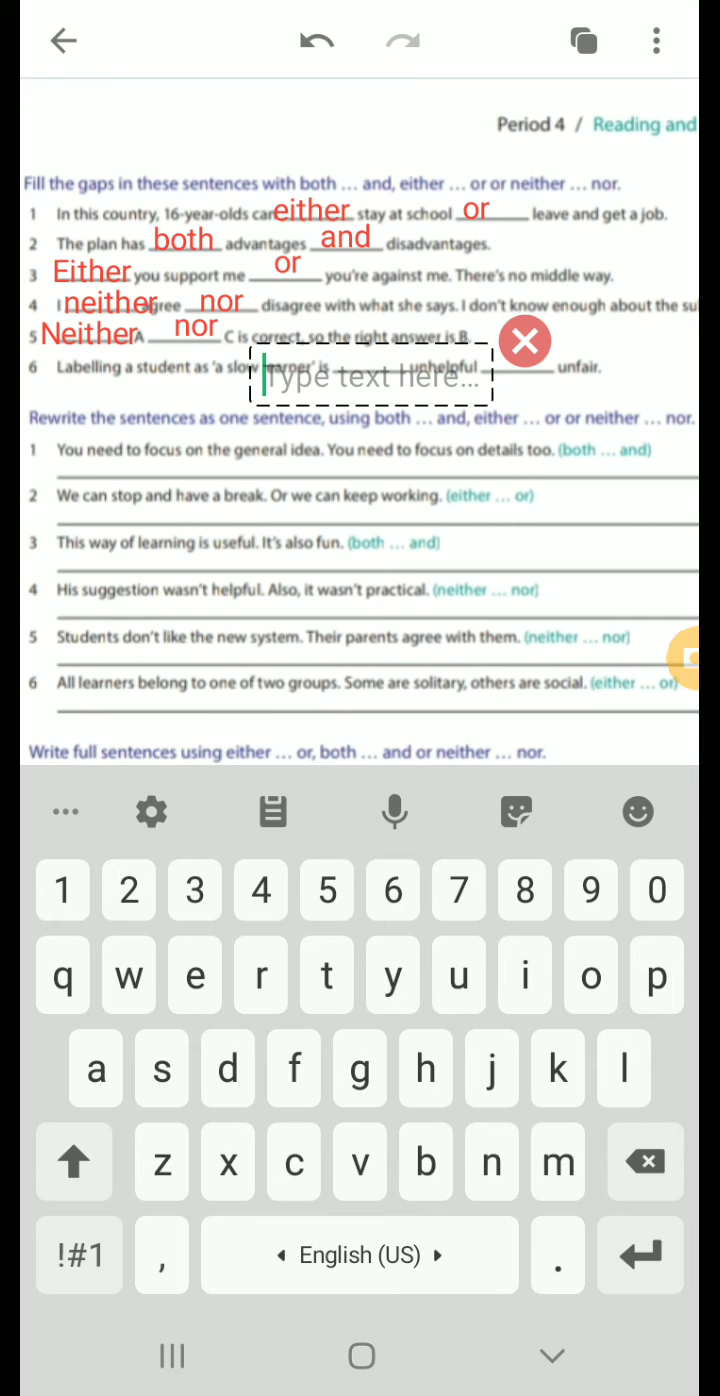 Period 4 / Reading and
Fill the gaps in these sentences with both ... and, either ... or or neither ... nor.
1 In this country, 16-year-olds can either stay at school or leave and get a job.
2 The plan has both advantages and disadvantages.
3 Either you support me or you're against me. There's no middle way.
4 I neither agree nor disagree with what she says. I don't know enough about the su
5 Neither A nor C is correct, so the right answer is B.
6 Labelling a student as 'a slow learner' is unhelpful unfair.
Type text here...
Rewrite the sentences as one sentence, using both ... and, either ... or or neither ... nor.
1 You need to focus on the general idea. You need to focus on details too. (both ... and)
2 We can stop and have a break. Or we can keep working. (either ... or)
3 This way of learning is useful. It's also fun. (both ... and)
4 His suggestion wasn't helpful. Also, it wasn't practical. (neither ... nor)
5 Students don't like the new system. Their parents agree with them. (neither ... nor)
6 All learners belong to one of two groups. Some are solitary, others are social. (either ... or)
Write full sentences using either ... or, both ... and or neither ... nor.
1 2 3 4 5 6 7 8 9 0
q w e r t y u i o p
a s d f g h j k l
z x c v b n m
!#1 , English (US) .